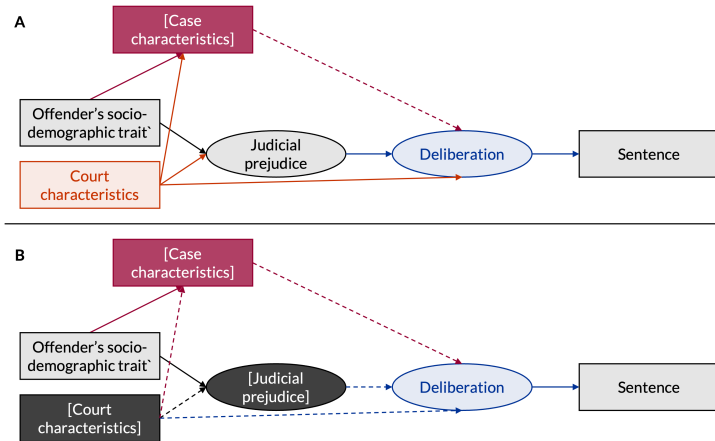 A
[Case
characteristics]
Offender's socio-
demographic trait`
Judicial
prejudice
Deliberation
Sentence
Court
characteristics
B
[Case
characteristics]
Offender's socio-
demographic trait`
[Judicial
prejudice]
Deliberation
Sentence
[Court
characteristics]